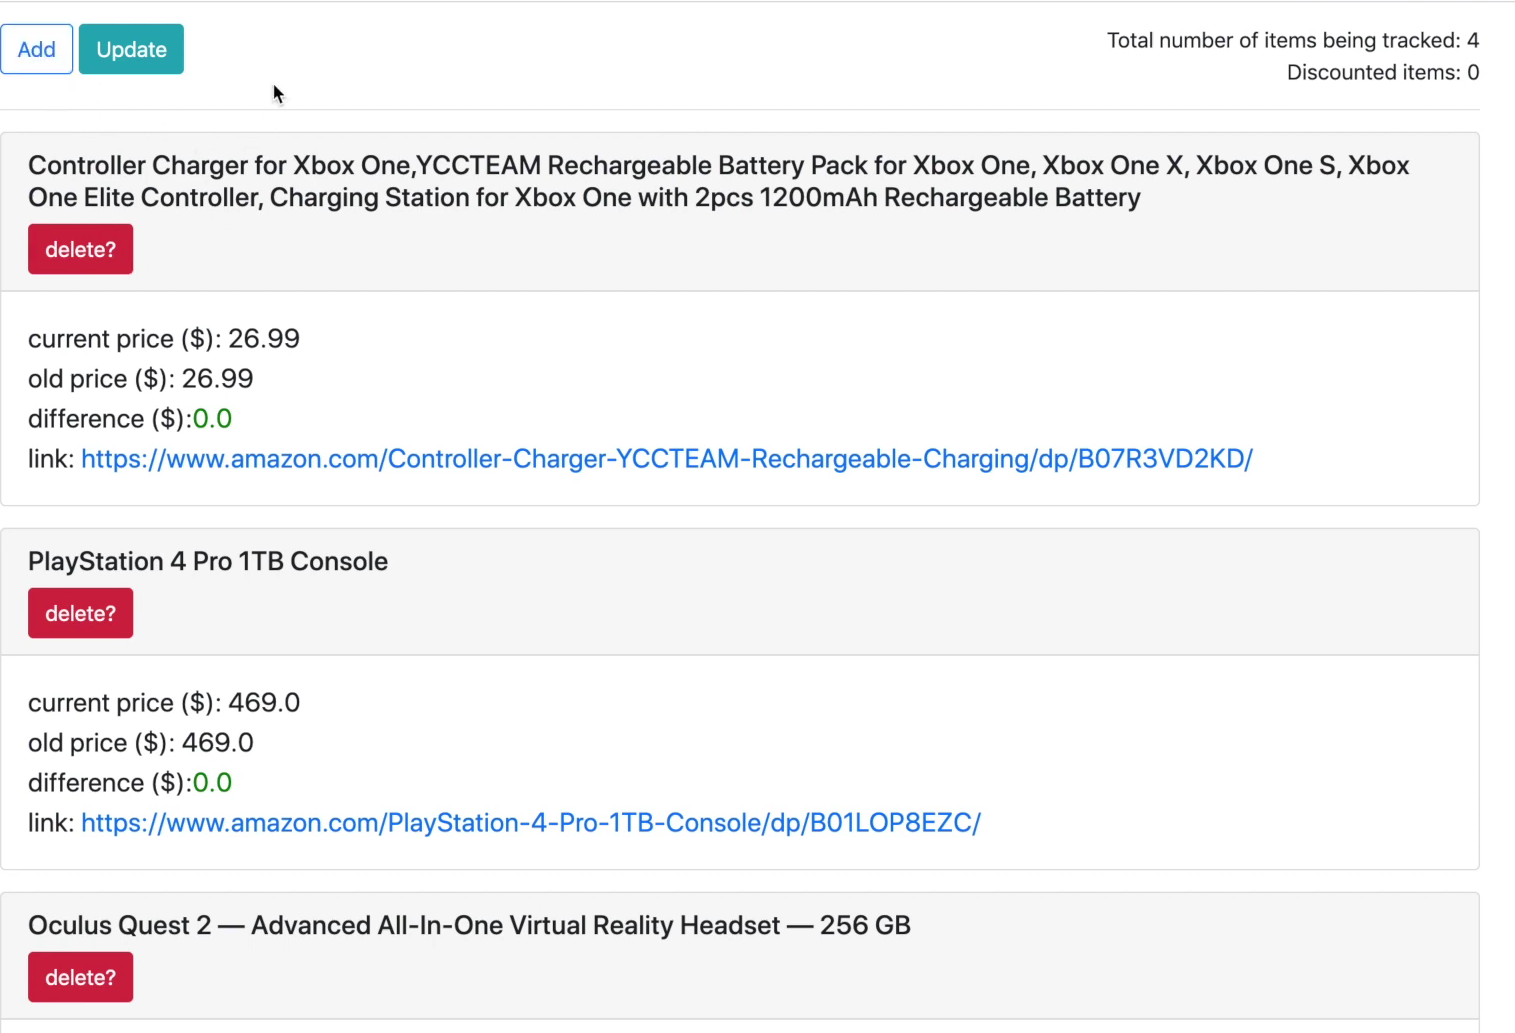 Add Update
Total number of items being tracked: 4
Discounted items: 0
Controller Charger for Xbox One,YCCTEAM Rechargeable Battery Pack for Xbox One, Xbox One X, Xbox One S, Xbox
One Elite Controller, Charging Station for Xbox One with 2pcs 1200mAh Rechargeable Battery
delete?
current price ($): 26.99
old price ($): 26.99
difference ($):0.0
link: https://www.amazon.com/Controller-Charger-YCCTEAM-Rechargeable-Charging/dp/B07R3VD2KD/
PlayStation 4 Pro 1TB Console
delete?
current price ($): 469.0
old price ($): 469.0
difference ($):0.0
link: https://www.amazon.com/PlayStation-4-Pro-1TB-Console/dp/B01LOP8EZC/
Oculus Quest 2 — Advanced All-In-One Virtual Reality Headset — 256 GB
delete?